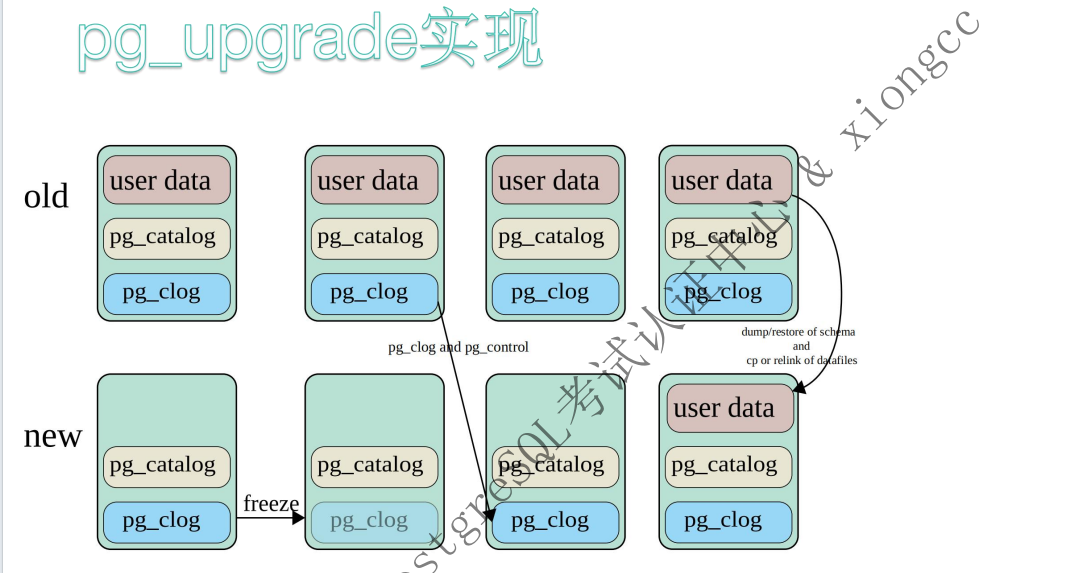 pg_upgrade实现
old
user data
user data
user data
user data
pg_catalog
pg_catalog
pg_catalog
pg_catalog
pg_clog
pg_clog
pg_clog
pg_clog
pg_clog and pg_control
dump/restore of schema
and
cp or relink of datafiles
new
user data
pg_catalog
pg_catalog
pg_catalog
pg_catalog
freeze
pg_clog
pg_clog
pg_clog
pg_clog
ostgreSQL考试认证中心 & xiongcc